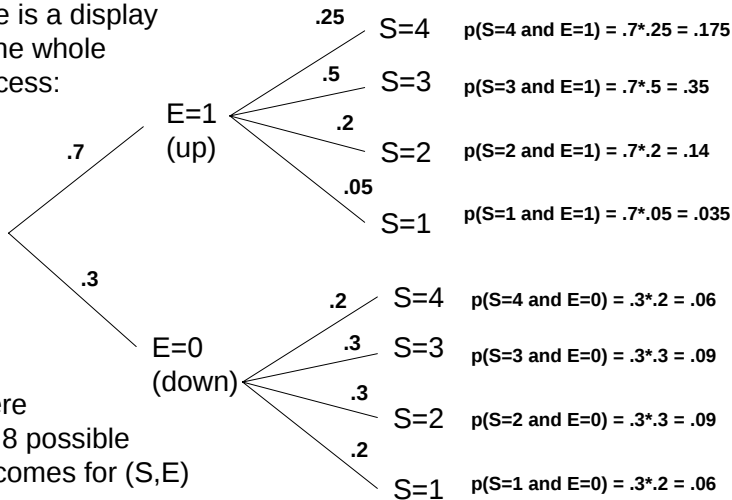 is a display
whole
.25
S=4 p(S=4 and E=1) = .7*.25 = .175
.5
S=3 p(S=3 and E=1) = .7*.5 = .35
E=1
(up)
.2
S=2 p(S=2 and E=1) = .7*.2 = .14
.7
.05
S=1 p(S=1 and E=1) = .7*.05 = .035
.3
.2
S=4 p(S=4 and E=0) = .3*.2 = .06
E=0
(down)
.3
S=3 p(S=3 and E=0) = .3*.3 = .09
.3
S=2 p(S=2 and E=0) = .3*.3 = .09
.2
S=1 p(S=1 and E=0) = .3*.2 = .06
8 possible
for (S,E)